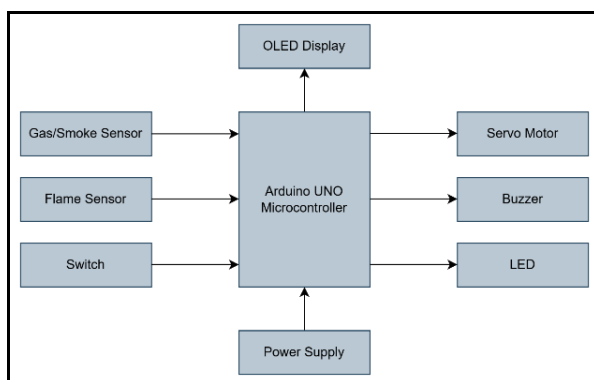 OLED Display
Gas/Smoke Sensor
Servo Motor
Flame Sensor
Arduino UNO
Microcontroller
Buzzer
Switch
LED
Power Supply